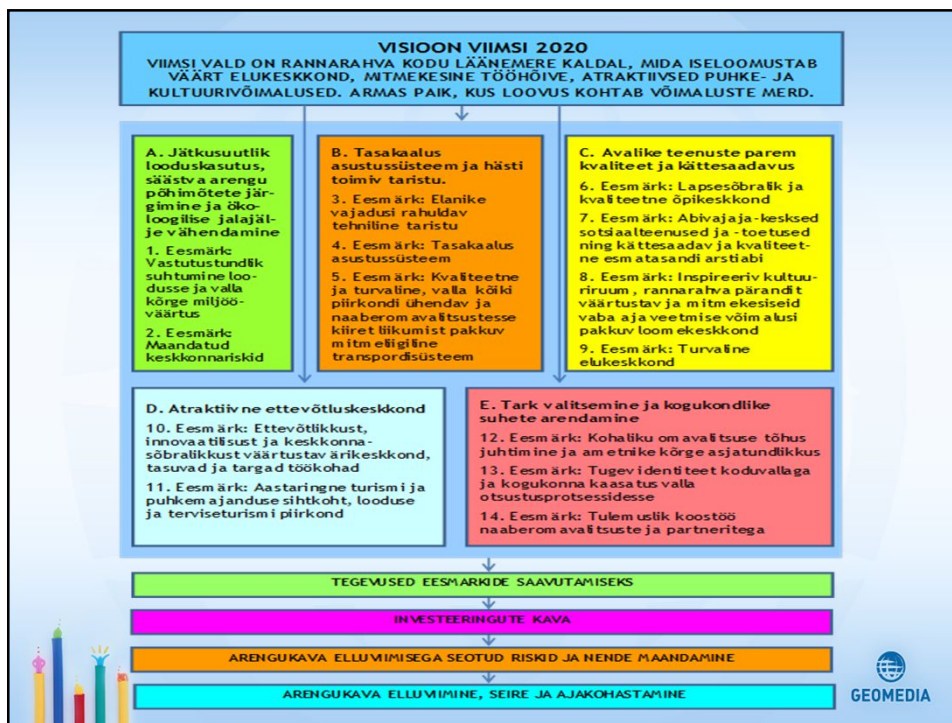 VISIOON VIIMSI 2020
VIIMSI VALD ON RANNARAHVA KODU LÄÄNEMERE KALDAL, MIDA ISELOOMUSTAB
VÄÄRT ELUKESKKOND, MITMEKESINE TÖÖHÕIVE, ATRAKTIIVSED PUHKE- JA
KULTUURIVÕIMALUSED. ARMAS PAIK, KUS LOOVUS KOHTAB VÕIMALUSTE MERD.
A. Jätkusuutlik
looduskasutus,
säästva arengu
põhimõtete jär-
gimine ja öko-
loogilise jalajäl-
je vähendamine
1. Eesmärk:
Vastutustundlik
suhtumine loo-
dusse ja valla
kõrge miljöö-
väärtus
2. Eesmärk:
Maandatud
keskkonnariskid
B. Tasakaalus
asustussüsteem ja hästi
toimiv taristu.
3. Eesmärk: Elanike
vajadusi rahuldav
tehniline taristu
4. Eesmärk: Tasakaalus
asustussüsteem
5. Eesmärk: Kvaliteetne
ja turvaline, valla kõiki
piirkondi ühendav ja
naaberomavalitsustesse
kiiret liikumist pakkuv
mitmeliigiline
transpordisüsteem
C. Avalike teenuste parem
kvaliteet ja kättesaadavus
6. Eesmärk: Lapsesõbralik ja
kvaliteetne õpikeskkond
7. Eesmärk: Abivajaja-kesksed
sotsiaalteenused ja -toetused
ning kättesaadav ja kvaliteet-
ne esmatasandi arstiabi
8. Eesmärk: Inspireeriv kultuu-
riruum, rannarahva pärandit
väärtustav ja mitmekesiseid
vaba aja veetmise võimalusi
pakkuv loomekeskkond
9. Eesmärk: Turvaline
elukeskkond
D. Atraktiivne ettevõtluskeskkond
10. Eesmärk: Ettevõtlikkust,
innovaatilisust ja keskkonna-
sõbralikkust väärtustav ärikeskkond,
tasuvad ja targad töökohad
11. Eesmärk: Aastaringne turismi ja
puhkemajanduse sihtkoht, looduse
ja terviseturismi piirkond
E. Tark valitsemine ja kogukondlike
suhete arendamine
12. Eesmärk: Kohaliku omavalitsuse tõhus
juhtimine ja ametnike kõrge asjatundlikkus
13. Eesmärk: Tugev identiteet koduvallaga
ja kogukonna kaasatus valla
otsustusprotsessidesse
14. Eesmärk: Tulemuslik koostöö
naaberomavalitsuste ja partneritega
TEGEVUSED EESMÄRKIDE SAAVUTAMISEKS
INVESTEERINGUTE KAVA
ARENGUKAVA ELLUVIIMISEGA SEOTUD RISKID JA NENDE MAANDAMINE
ARENGUKAVA ELLUVIIMINE, SEIRE JA AJAKOHASTAMINE
GEOMEDIA